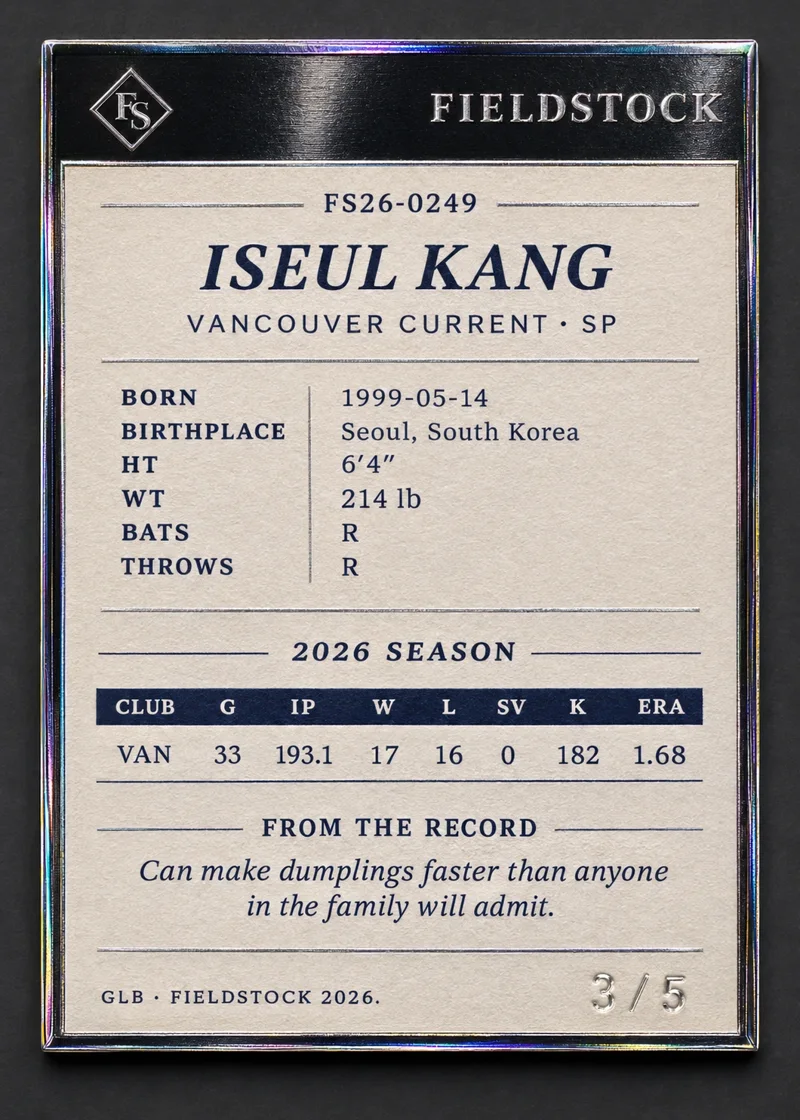 FS FIELDSTOCK
FS26-0249
ISEUL KANG
VANCOUVER CURRENT · SP
BORN 1999-05-14
BIRTHPLACE Seoul, South Korea
HT 6′4″
WT 214 lb
BATS R
THROWS R
2026 SEASON
CLUB G IP W L SV K ERA
VAN 33 193.1 17 16 0 182 1.68
FROM THE RECORD
Can make dumplings faster than anyone
in the family will admit.
GLB · FIELDSTOCK 2026. 3/5